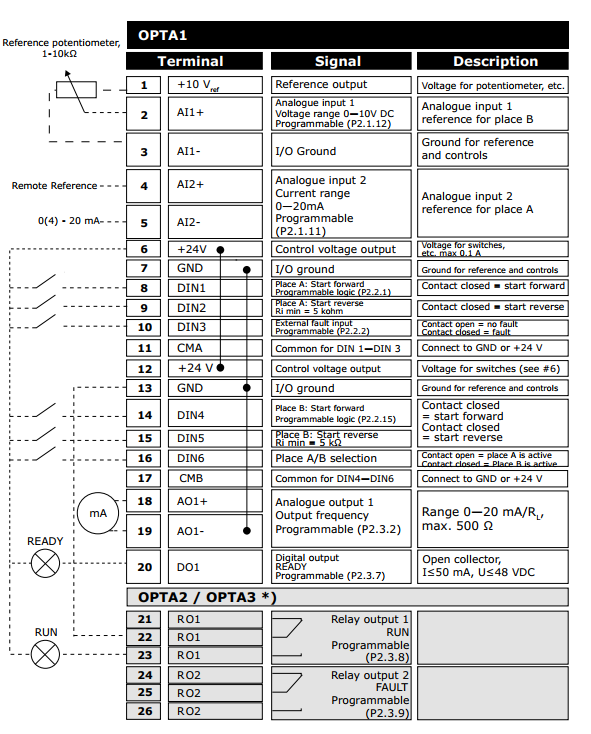 OPTA1
Reference potentiometer,
1-10kΩ
Terminal Signal Description
1 +10 Vref Reference output Voltage for potentiometer, etc.
2 AI1+ Analogue input 1
Voltage range 0—10V DC
Programmable (P2.1.12)
Analogue input 1
reference for place B
3 AI1- I/O Ground Ground for reference
and controls
Remote Reference
4 AI2+ Analogue input 2
Current range
0—20mA
Programmable
(P2.1.11)
Analogue input 2
reference for place A
0(4) - 20 mA
5 AI2-
6 +24V Control voltage output Voltage for switches,
etc. max 0.1 A
7 GND I/O ground Ground for reference and controls
8 DIN1 Place A: Start forward
Programmable logic (P2.2.1)
Contact closed = start forward
9 DIN2 Place A: Start reverse
Ri min = 5 kohm
Contact closed = start reverse
10 DIN3 External fault input
Programmable (P2.2.2)
Contact open = no fault
Contact closed = fault
11 CMA Common for DIN 1—DIN 3 Connect to GND or +24 V
12 +24 V Control voltage output Voltage for switches (see #6)
13 GND I/O ground Ground for reference and controls
14 DIN4 Place B: Start forward
Programmable logic (P2.2.15)
Contact closed
= start forward
Contact closed
= start reverse
15 DIN5 Place B: Start reverse
Ri min = 5 kΩ
16 DIN6 Place A/B selection Contact open = place A is active
Contact closed = Place B is active
17 CMB Common for DIN4—DIN6 Connect to GND or +24 V
mA
18 AO1+ Analogue output 1
Output frequency
Programmable (P2.3.2)
Range 0—20 mA/RL,
max. 500 Ω
19 AO1-
READY
20 DO1 Digital output
READY
Programmable (P2.3.7)
Open collector,
I≤50 mA, U≤48 VDC
OPTA2 / OPTA3 *)
RUN
21 RO1 Relay output 1
22 RO1 RUN
Programmable
23 RO1 (P2.3.8)
24 RO2 Relay output 2
25 RO2 FAULT
Programmable
26 RO2 (P2.3.9)